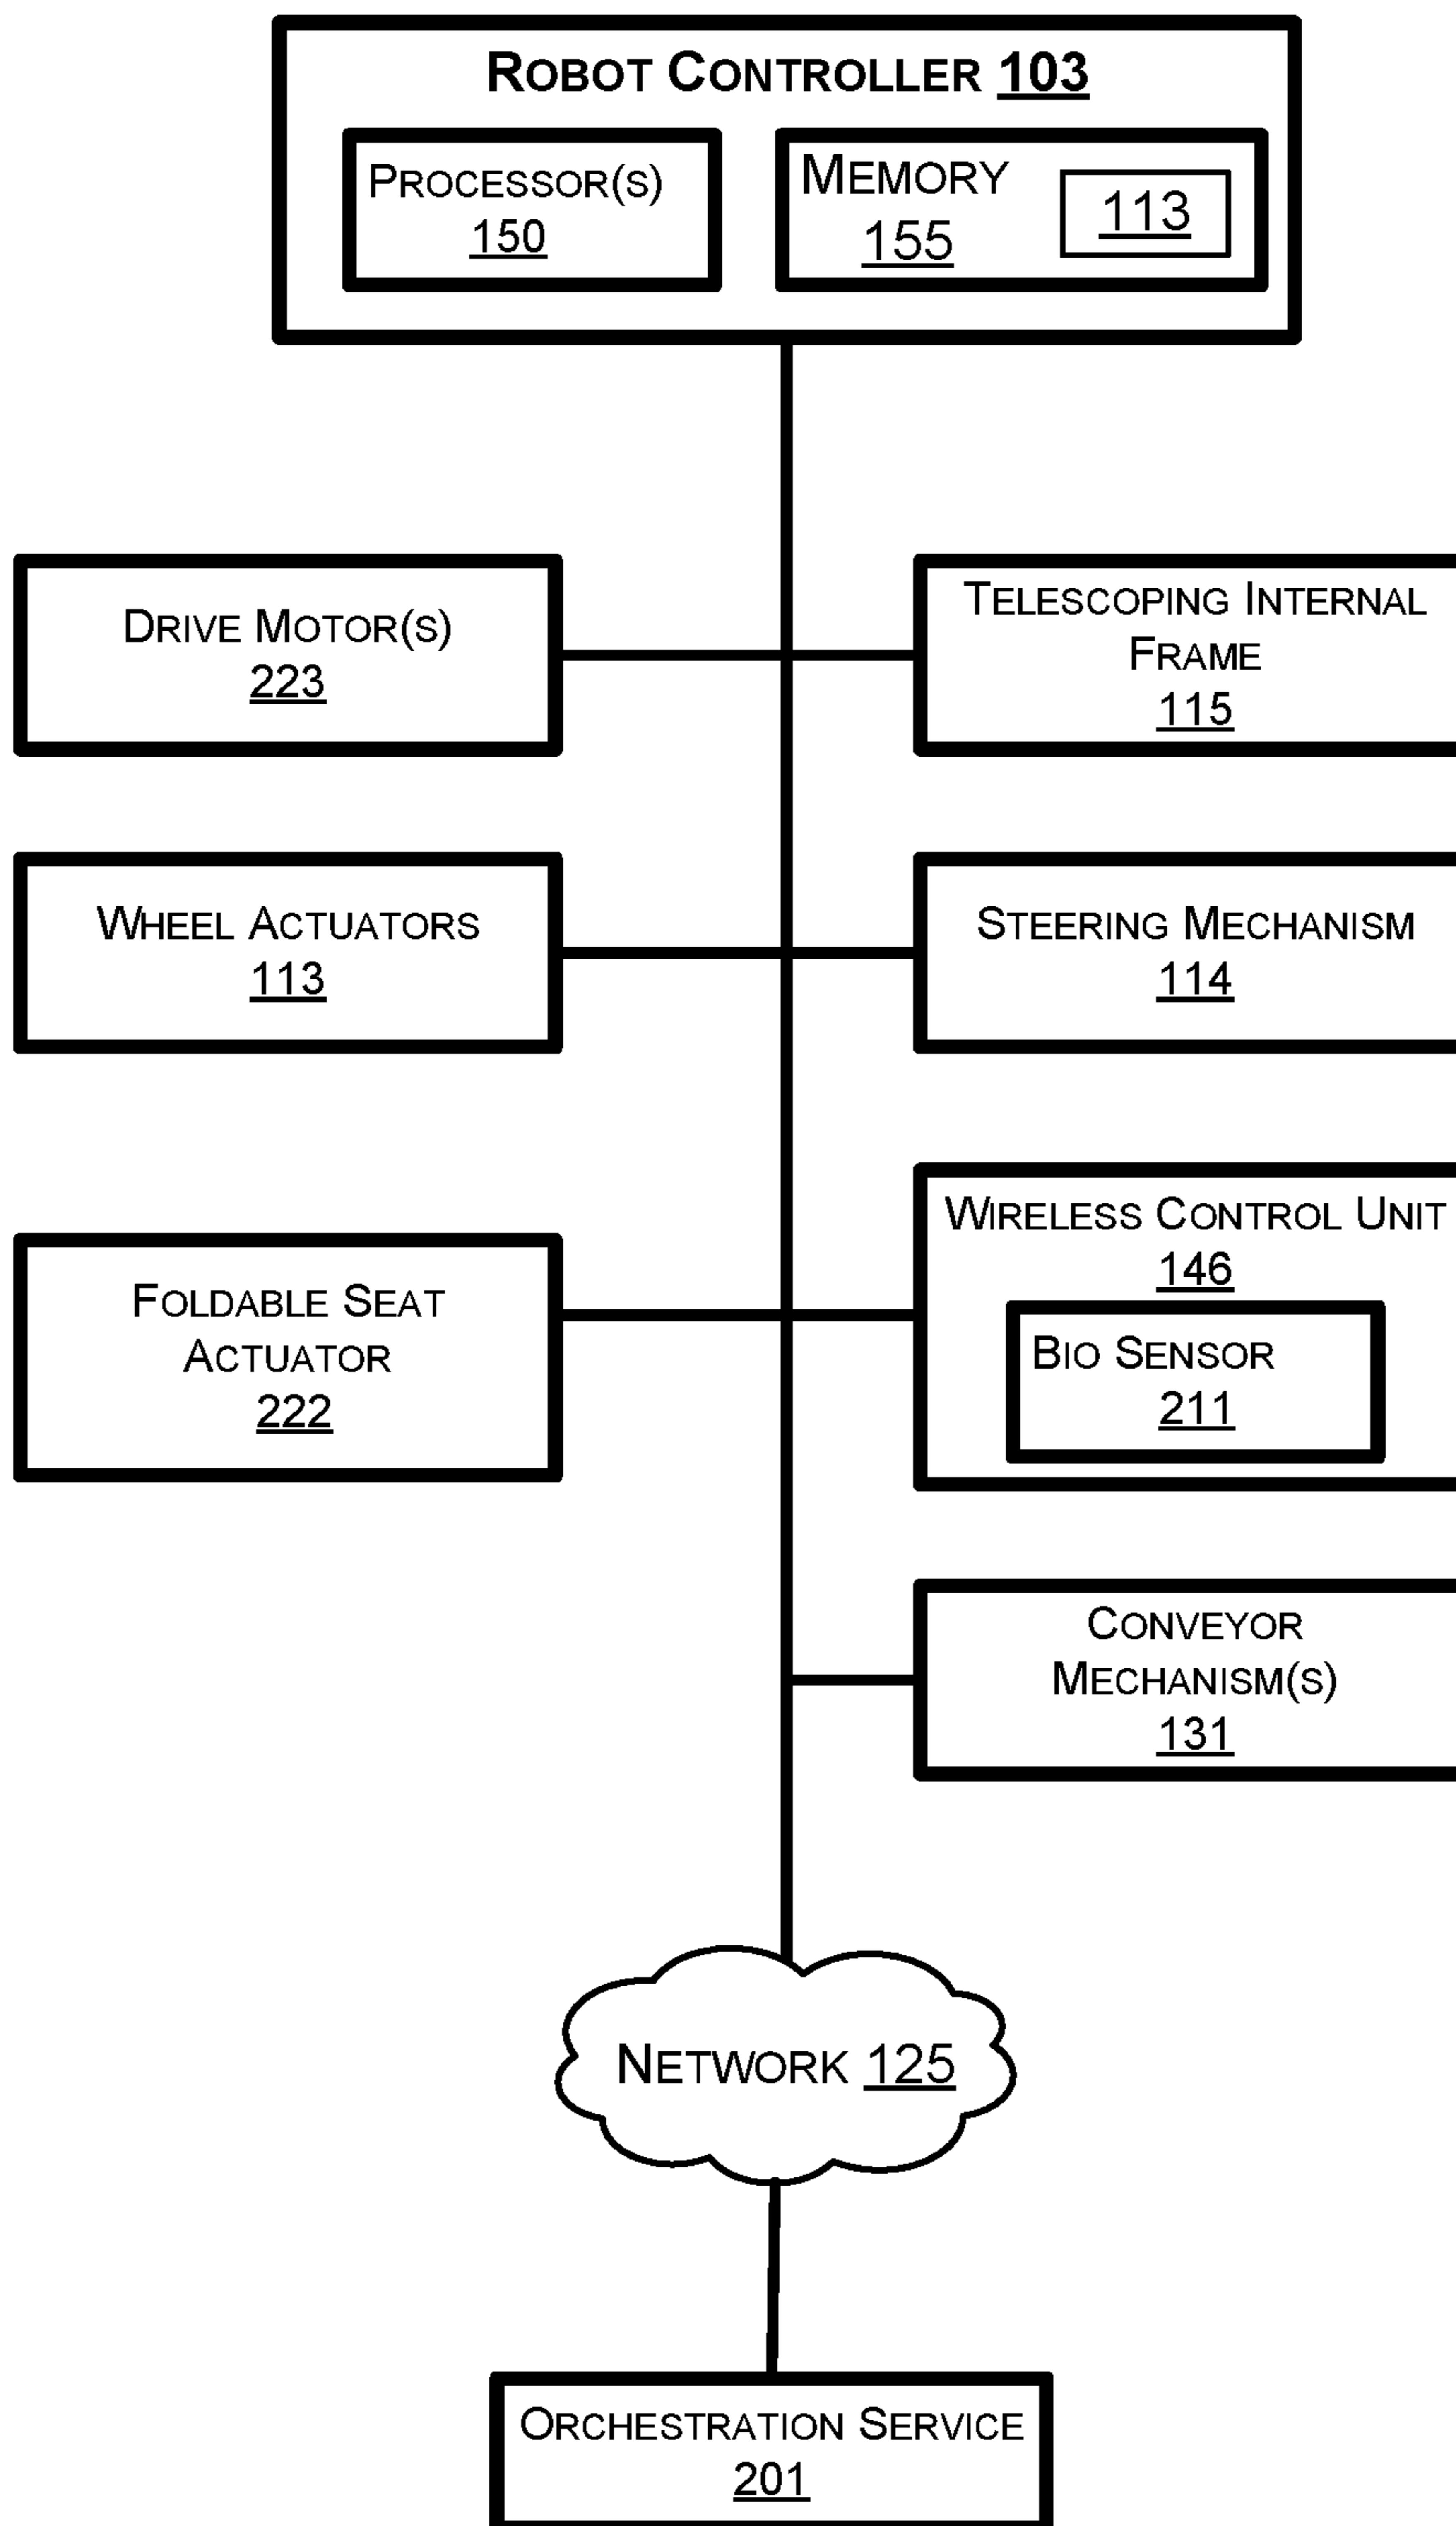 ROBOT CONTROLLER 103
PROCESSOR(S)
150
MEMORY
155
113
DRIVE MOTOR(S)
223
TELESCOPING INTERNAL
FRAME
115
WHEEL ACTUATORS
113
STEERING MECHANISM
114
FOLDABLE SEAT
ACTUATOR
222
WIRELESS CONTROL UNIT
146
BIO SENSOR
211
CONVEYOR
MECHANISM(S)
131
NETWORK 125
ORCHESTRATION SERVICE
201